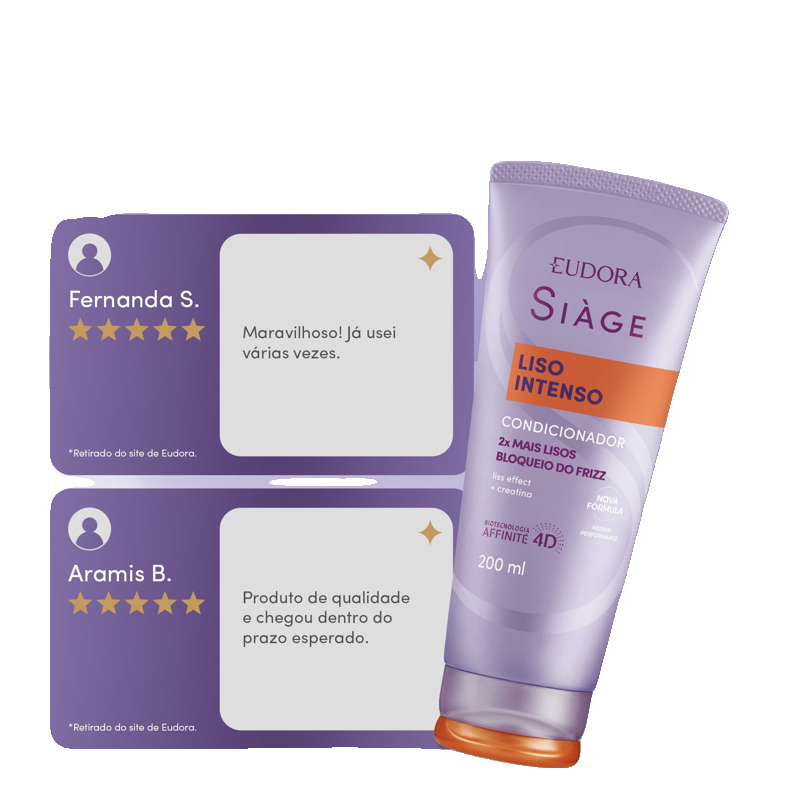 Fernanda S.
Maravilhoso! Já usei
várias vezes.
*Retirado do site de Eudora.
Aramis B.
Produto de qualidade
e chegou dentro do
prazo esperado.
*Retirado do site de Eudora.
EUDORA
SIÀGE
LISO
INTENSO
CONDICIONADOR
2x MAIS LISOS
BLOQUEIO DO FRIZZ
liss effect
+ creatina
NOVA
FÓRMULA
MESMA
PERFORMANCE
BIOTECNOLOGIA
AFFINITÉ 4D
200 ml